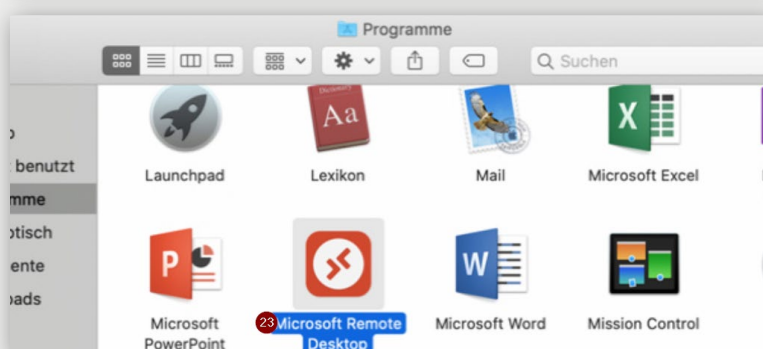 Programme
Suchen
benutzt
mme
Launchpad
Aa
Dictionary
Lexikon
Mail
X
Microsoft Excel
otisch
ente
oads
P
Microsoft
PowerPoint
23
Microsoft Remote
Desktop
W
Microsoft Word
Mission Control